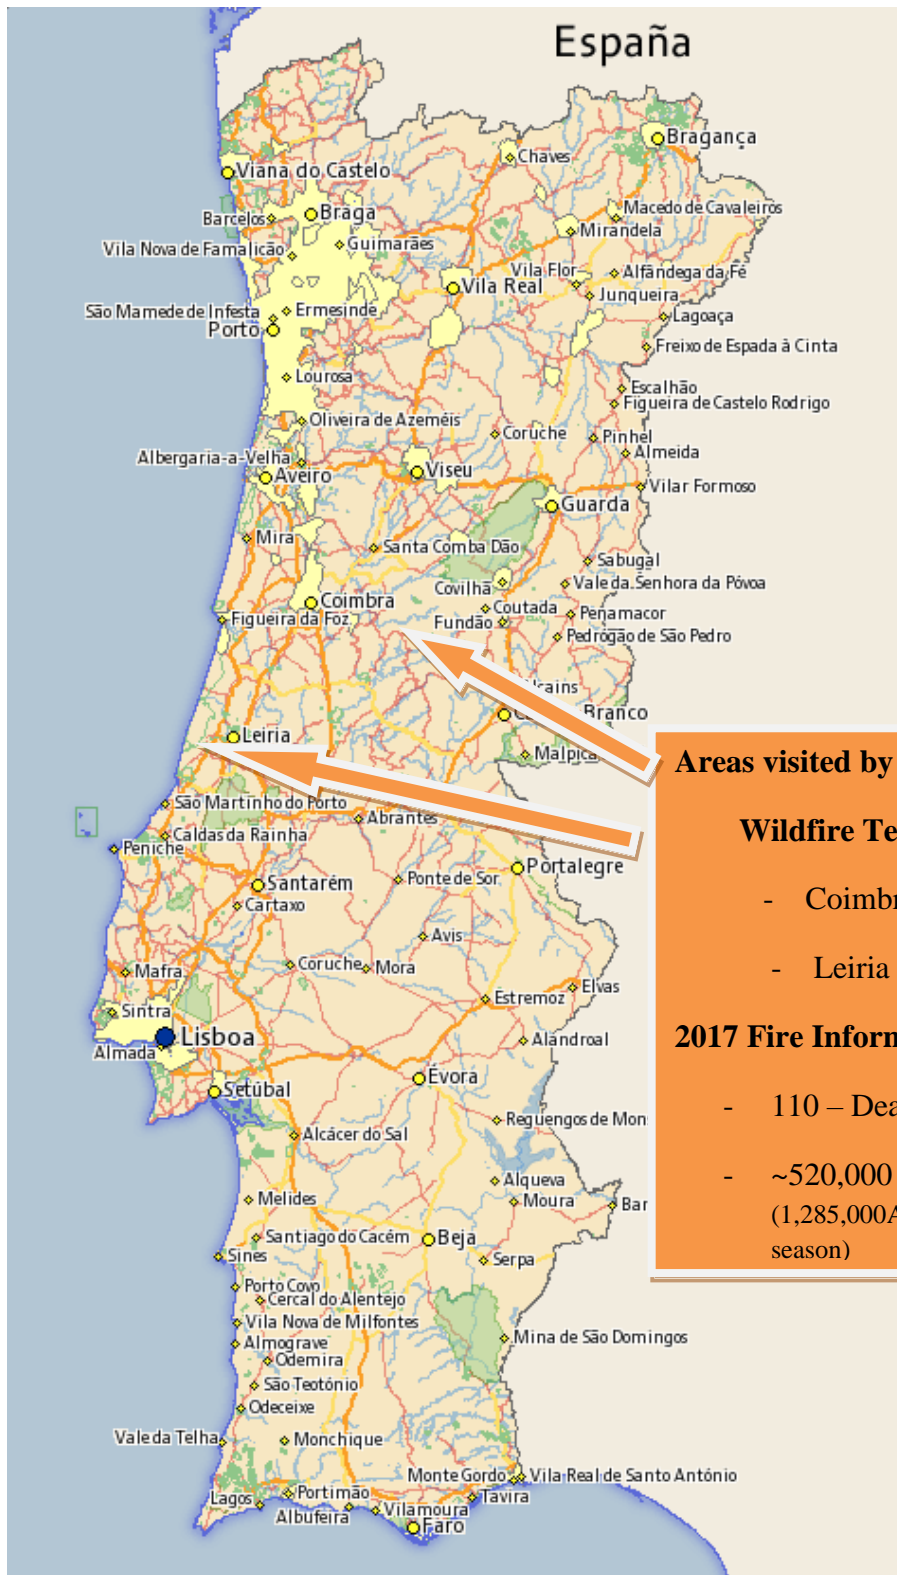 España
Bragança
Chaves
Viana do Castelo
Macedo de Cavaleiros
Barcelos
Braga
Mirandela
Guimarães
Vila Nova de Famalicão
Vila Flor
Alfândega da Fé
Vila Real
Junqueira
São Mamede de Infesta
Ermesinde
Lagoaça
Porto
Freixo de Espada à Cinta
Lourosa
Escalhão
Figueira de Castelo Rodrigo
Oliveira de Azeméis
Coruche
Pinhel
Almeida
Albergaria-a-Velha
Aveiro
Viseu
Vilar Formoso
Guarda
Mira
Santa Comba Dão
Sabugal
Covilhã
Vale da Senhora da Póvoa
Coimbra
Coutada
Penamacor
Figueira da Foz
Fundão
Pedrógão de São Pedro
Branco
Leiria
Malpica
São Martinho do Porto
Abrantes
Caldas da Rainha
Peniche
Portalegre
Santarém
Ponte de Sor
Cartaxo
Avis
Coruche
Mora
Mafra
Elvas
Estremoz
Sintra
Lisboa
Almada
Alandroal
Évora
Setúbal
Reguengos de Mon
Alcácer do Sal
Alqueva
Melides
Moura
Bar
Santiago do Cacém
Beja
Sines
Serpa
Porto Covo
Cercal do Alentejo
Vila Nova de Milfontes
Almograve
Mina de São Domingos
Odemira
São Teotónio
Odeceixe
Vale da Telha
Monchique
Monte Gordo
Vila Real de Santo António
Lagos
Portimão
Tavira
Albufeira
Vilamoura
Faro
Areas visited by
Wildfire Te
- Coimbr
- Leiria
2017 Fire Inforn
- 110 – Dea
- ~520,000
(1,285,000A
season)